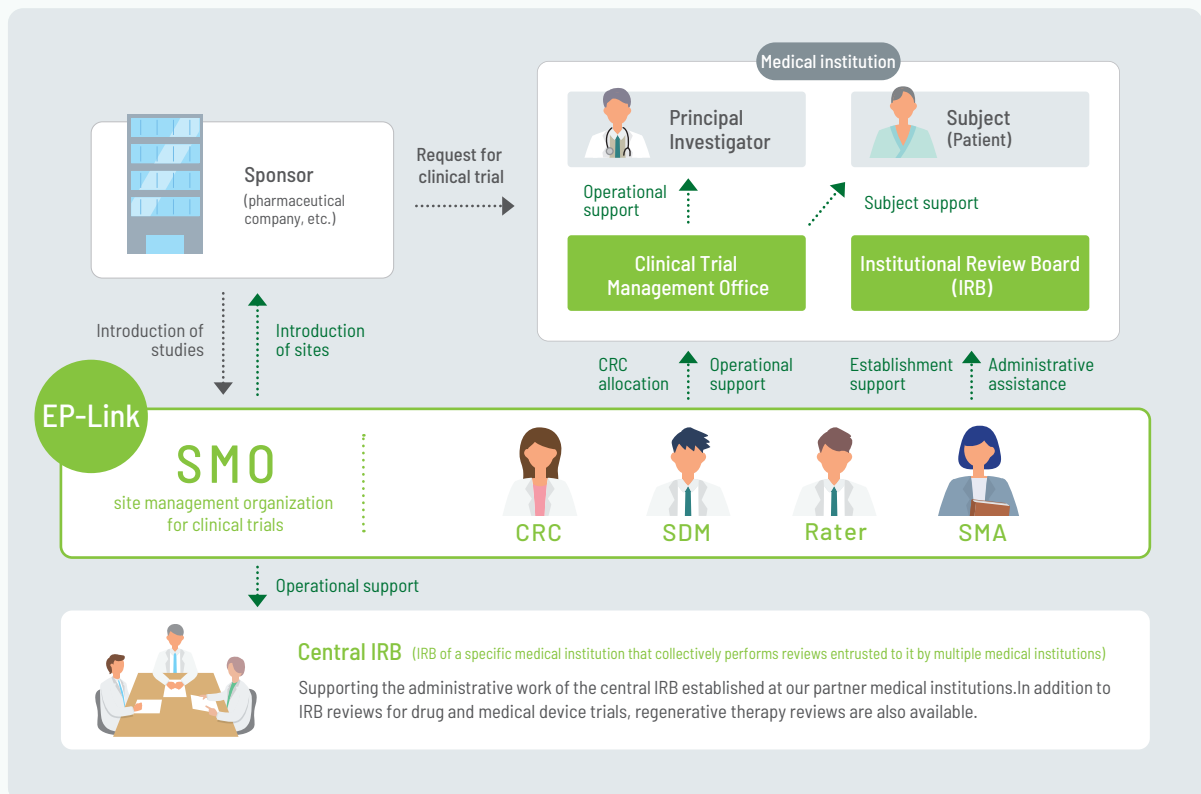 Medical institution
Principal
Investigator
Subject
(Patient)
Sponsor
(pharmaceutical
company, etc.)
Request for
clinical trial
Operational
support
Subject support
Clinical Trial
Management Office
Institutional Review Board
(IRB)
Introduction of
studies
Introduction
of sites
CRC
allocation
Operational
support
Establishment
support
Administrative
assistance
EP-Link
SMO
site management organization
for clinical trials
CRC
SDM
Rater
SMA
Operational support
Central IRB (IRB of a specific medical institution that collectively performs reviews entrusted to it by multiple medical institutions)
Supporting the administrative work of the central IRB established at our partner medical institutions.In addition to
IRB reviews for drug and medical device trials, regenerative therapy reviews are also available.